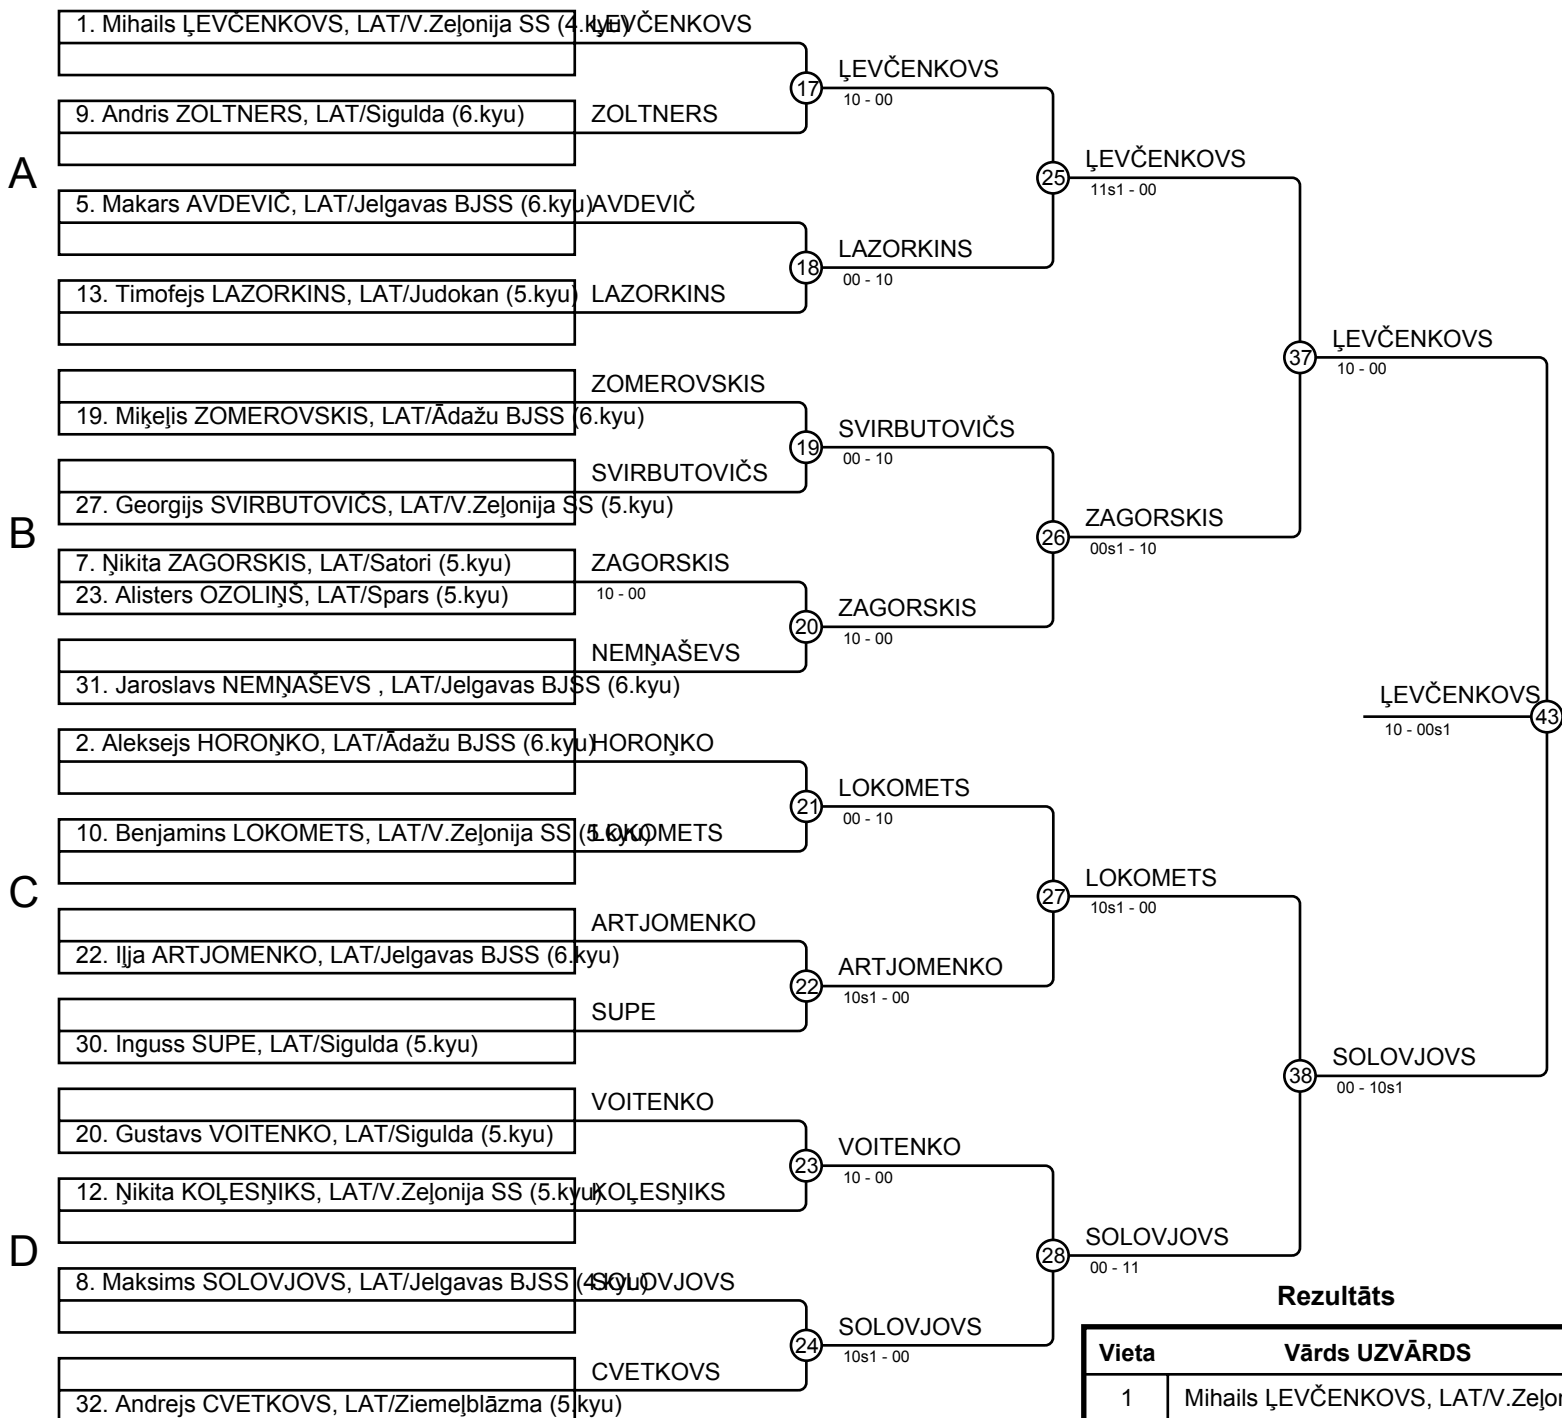 1. Mihails ĻEVČENKOVS, LAT/V.Zeļonija SS (4.kyu)
ĻEVČENKOVS
17
ĻEVČENKOVS
10 - 00
9. Andris ZOLTNERS, LAT/Sigulda (6.kyu)
ZOLTNERS
A
25
ĻEVČENKOVS
11s1 - 00
5. Makars AVDEVIČ, LAT/Jelgavas BJSS (6.kyu)
AVDEVIČ
18
LAZORKINS
00 - 10
13. Timofejs LAZORKINS, LAT/Judokan (5.kyu)
LAZORKINS
37
ĻEVČENKOVS
10 - 00
ZOMEROVSKIS
19. Miķeļis ZOMEROVSKIS, LAT/Ādažu BJSS (6.kyu)
19
SVIRBUTOVIČS
00 - 10
SVIRBUTOVIČS
27. Georgijs SVIRBUTOVIČS, LAT/V.Zeļonija SS (5.kyu)
B
26
ZAGORSKIS
00s1 - 10
7. Ņikita ZAGORSKIS, LAT/Satori (5.kyu)
ZAGORSKIS
23. Alisters OZOLIŅŠ, LAT/Spars (5.kyu)
10 - 00
20
ZAGORSKIS
10 - 00
NEMŅAŠEVS
31. Jaroslavs NEMŅAŠEVS , LAT/Jelgavas BJSS (6.kyu)
ĻEVČENKOVS
43
10 - 00s1
2. Aleksejs HOROŅKO, LAT/Ādažu BJSS (6.kyu)
HOROŅKO
21
LOKOMETS
00 - 10
10. Benjamins LOKOMETS, LAT/V.Zeļonija SS (5.kyu)
LOKOMETS
C
27
LOKOMETS
10s1 - 00
ARTJOMENKO
22. Iļja ARTJOMENKO, LAT/Jelgavas BJSS (6.kyu)
22
ARTJOMENKO
10s1 - 00
SUPE
30. Inguss SUPE, LAT/Sigulda (5.kyu)
38
SOLOVJOVS
00 - 10s1
VOITENKO
20. Gustavs VOITENKO, LAT/Sigulda (5.kyu)
23
VOITENKO
10 - 00
12. Ņikita KOĻESŅIKS, LAT/V.Zeļonija SS (5.kyu)
KOĻESŅIKS
D
28
SOLOVJOVS
00 - 11
8. Maksims SOLOVJOVS, LAT/Jelgavas BJSS (4.kyu)
SOLOVJOVS
24
SOLOVJOVS
10s1 - 00
CVETKOVS
32. Andrejs CVETKOVS, LAT/Ziemeļblāzma (5.kyu)
Rezultāts
Vieta Vārds UZVĀRDS
1 Mihails ĻEVČENKOVS, LAT/V.Zeļon